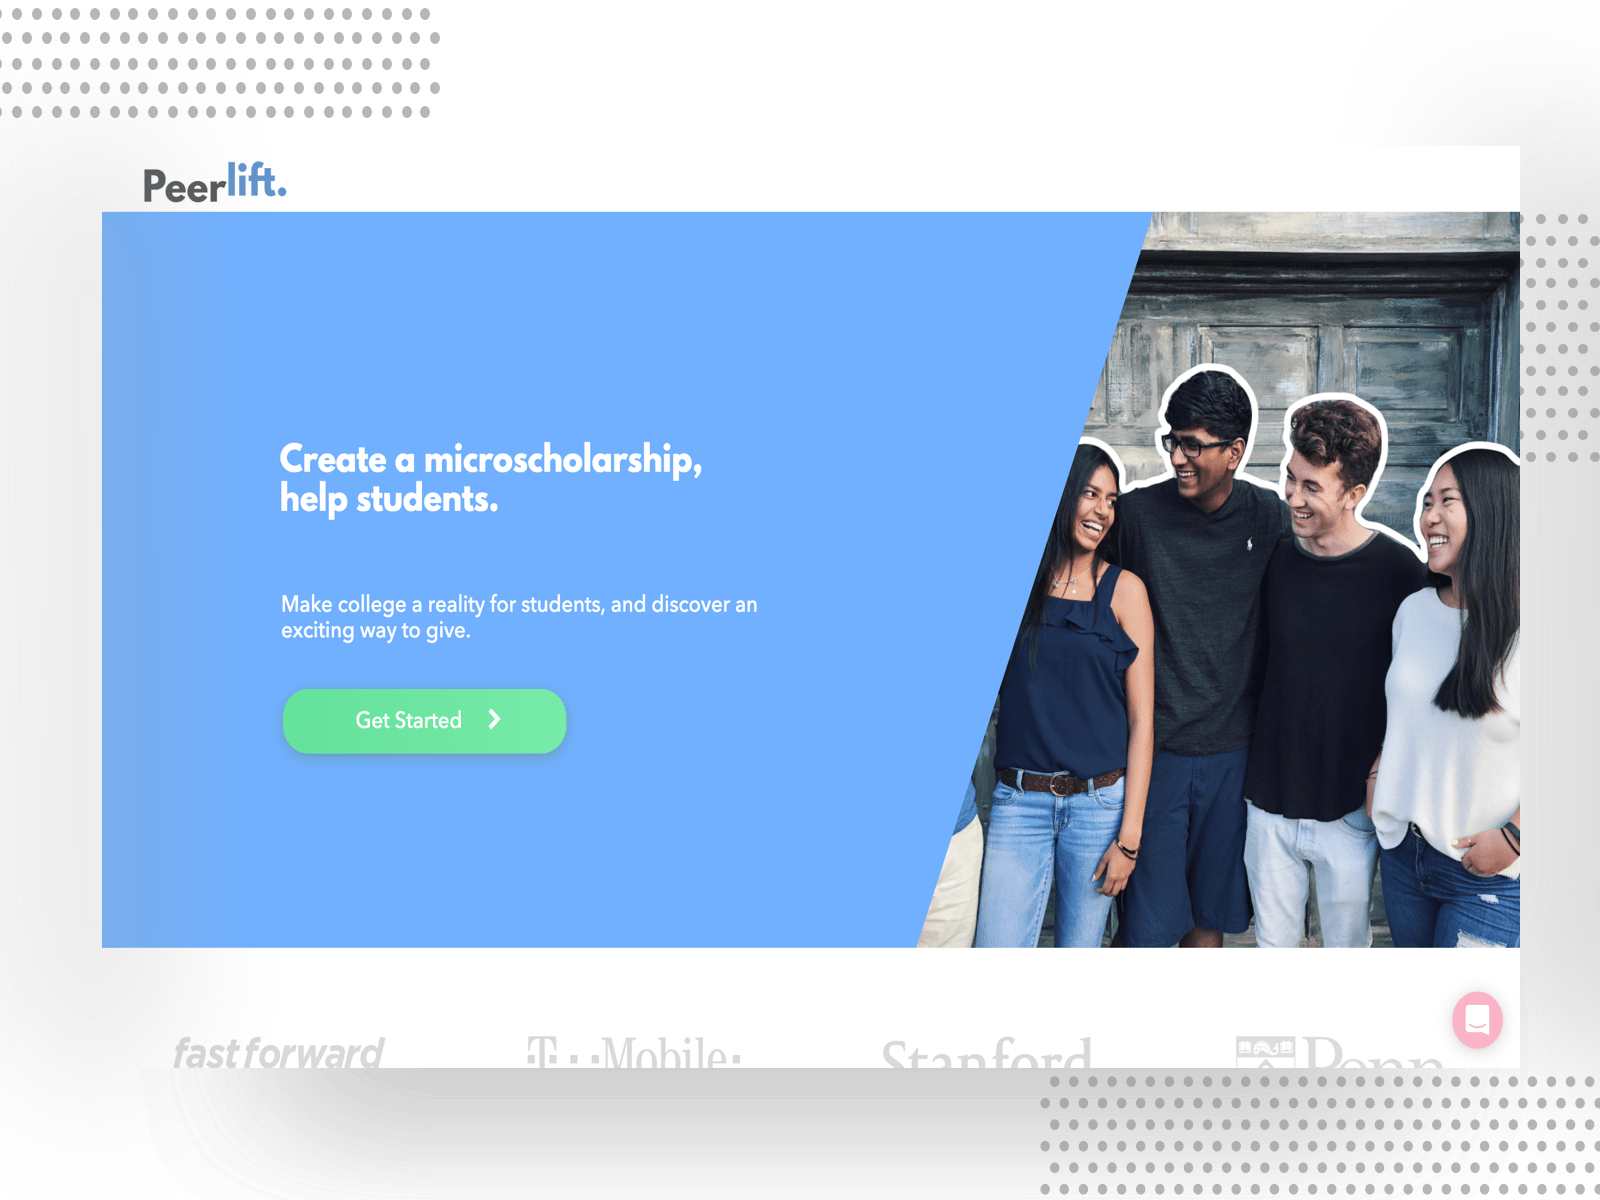 Peerlift.
Create a microscholarship,
help students.
Make college a reality for students, and discover an
exciting way to give.
Get Started
fast forward
T Mobile
Stanford
Penn